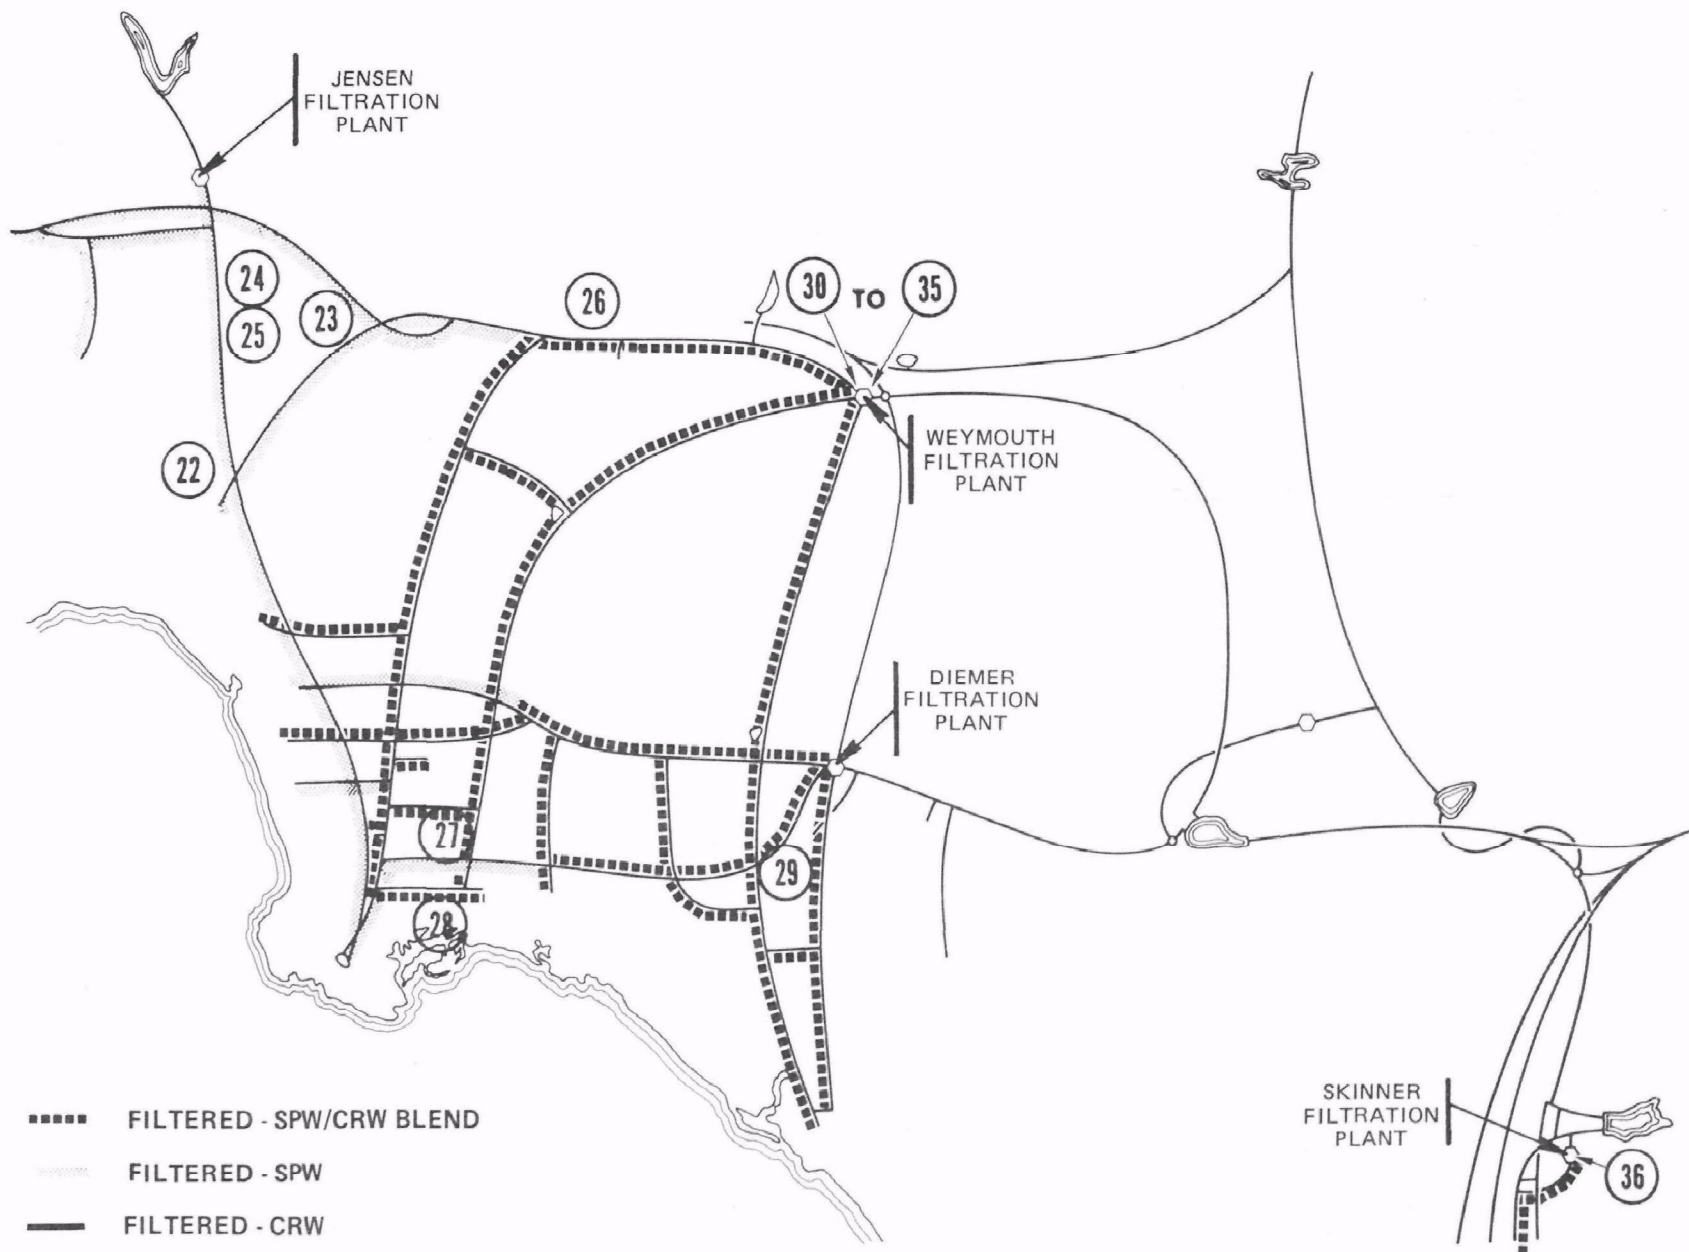 JENSEN
FILTRATION
PLANT
24
25
23
26
30 TO 35
22
WEYMOUTH
FILTRATION
PLANT
DIEMER
FILTRATION
PLANT
27
29
28
SKINNER
FILTRATION
PLANT
36
FILTERED - SPW/CRW BLEND
FILTERED - SPW
FILTERED - CRW